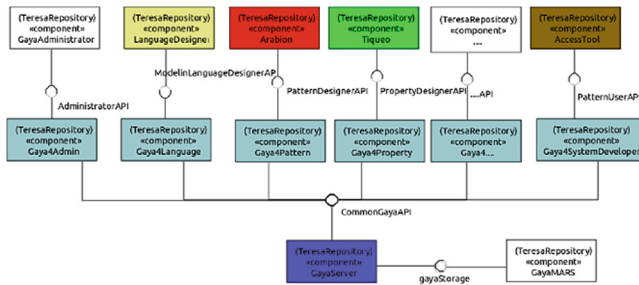 (TeresaRepository)
«component»
GayaAdministrator
(TeresaRepository)
«component»
LanguageDesigner
(TeresaRepository)
«component»
Arabion
(TeresaRepository)
«component»
Tiqueo
(TeresaRepository)
«component»
....
(TeresaRepository)
«component»
AccessTool
ModelinLanguageDesignerAP
AdministratorAPI
PatternDesignerAPI
PropertyDesignerAPI
....API
PatternUserAPI
(TeresaRepository)
«component»
Gaya4Admin
(TeresaRepository)
«component»
Gaya4Language
(TeresaRepository)
«component»
Gaya4Pattern
(TeresaRepository)
«component»
Gaya4Property
(TeresaRepository)
«component»
Gaya4....
(TeresaRepository)
«component»
Gaya4SystemDeveloper
CommonGayaAPI
(TeresaRepository)
«component»
GayaServer
gayaStorage
(TeresaRepository)
«component»
GayaMARS